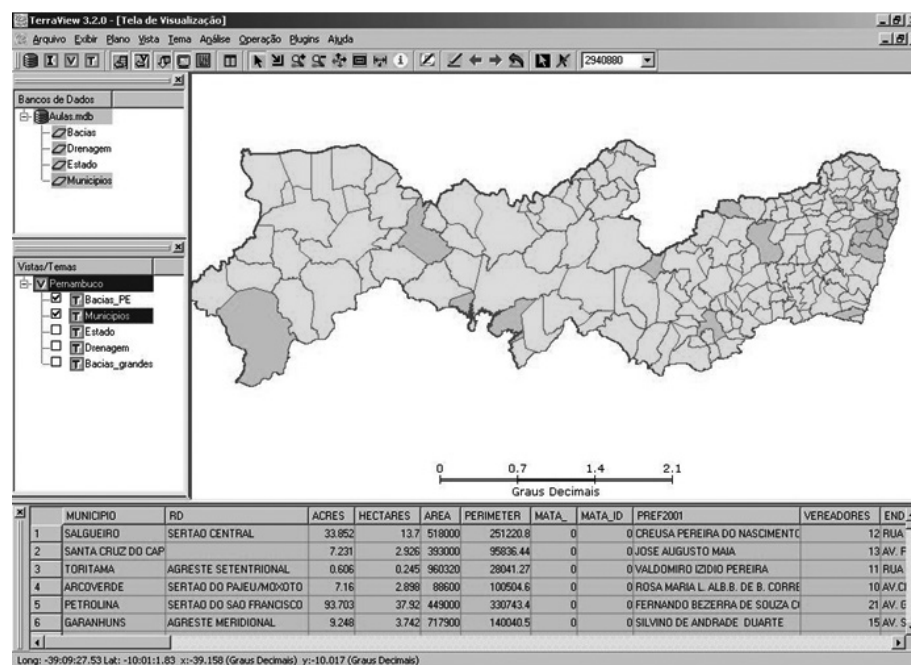 TerraView 3.2.0 - [Tela de Visualização]
Arquivo Exibir Plano Vista Tema Análise Operação Plugins Ajuda
2940880
Bancos de Dados
Aulas.mdb
Bacias
Drenagem
Estado
Municipios
Vistas/Temas
Pernambuco
Bacias_PE
Municípios
Estado
Drenagem
Bacias_grandes
0 0.7 1.4 2.1
Graus Decimais
MUNICIPIO RD ACRES HECTARES AREA PERIMETER MATA_ MATA_ID PREF2001 VEREADORES END
1 SALGUEIRO SERTAO CENTRAL 33.852 13.7 518000 251220.8 0 0 CREUSA PEREIRA DO NASCIMENTO 12 RUA
2 SANTA CRUZ DO CAP 7.231 2.926 393000 95836.44 0 0 JOSE AUGUSTO MAIA 13 AV. F
3 TORITAMA AGRESTE SETENTRIONAL 0.606 0.245 960320 28041.27 0 0 VALDOMIRO IZIDIO PEREIRA 11 RUA
4 ARCOVERDE SERTAO DO PAJEU/MOXOTO 7.16 2.898 88600 100504.6 0 0 ROSA MARIA L. ALB.B. DE B. CORRE 10 AV.CI
5 PETROLINA SERTAO DO SAO FRANCISCO 93.703 37.92 449000 330743.4 0 0 FERNANDO BEZERRA DE SOUZA 21 AV.
6 GARANHUNS AGRESTE MERIDIONAL 9.248 3.742 717900 140040.5 0 0 SILVINO DE ANDRADE DUARTE 15 AV. S
Long: -39:09:27.53 Lat: -10:01:1.83 x:-39.158 (Graus Decimais) y:-10.017 (Graus Decimais)